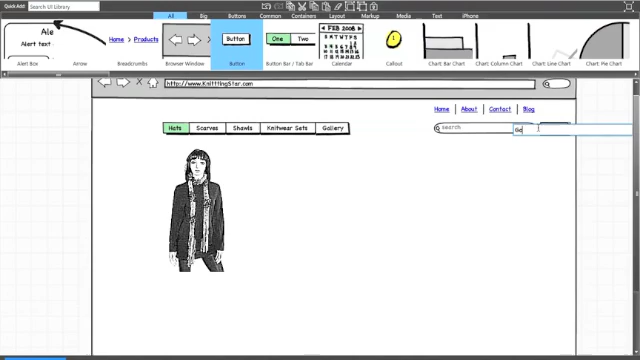 Quick Add: Search UI Library
All Big Button Common Containers Layout Markup Media Text iPhone
Ale
Alert text
Home > Products
Button
One Two
FEB 2008
1
Alert Box Arrow Breadcrumbs Browser Window Button Button Bar / Tab Bar Calendar Callout Chart: Bar Chart Chart: Column Chart Chart: Line Chart Chart: Pie Chart
http://www.KnittingStar.com
Home About Contact Blog
Hats Scarves Shawls Knitwear Sets Gallery
search
Go